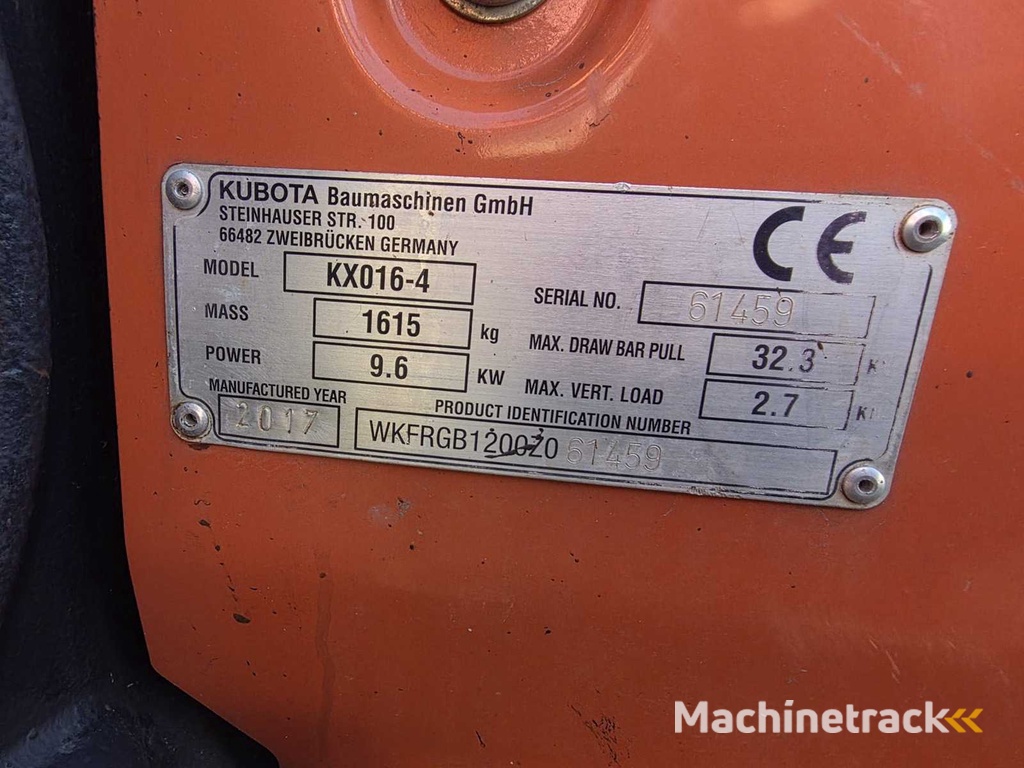 KUBOTA Baumaschinen GmbH
STEINHAUSER STR. 100
66482 ZWEIBRÜCKEN GERMANY
CE
MODEL KX016-4
SERIAL NO. 61459
MASS 1615 kg
MAX. DRAW BAR PULL 32.3
POWER 9.6 KW
MAX. VERT. LOAD 2.7
MANUFACTURED YEAR
2017
PRODUCT IDENTIFICATION NUMBER
WKFRGB1200Z061459
Machinetrack